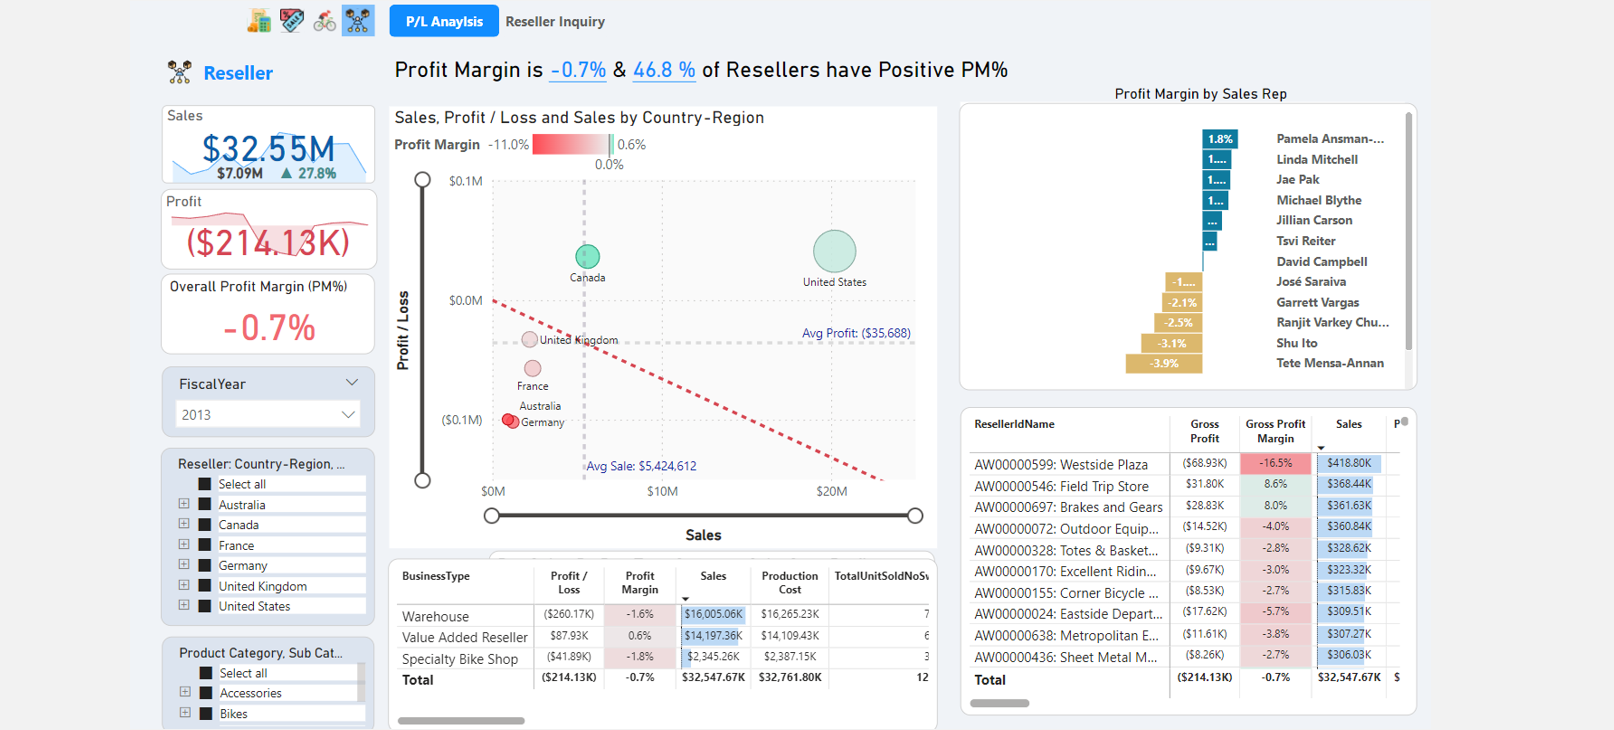 P/L Anaylsis
Reseller Inquiry
Reseller
Profit Margin is -0.7% & 46.8 % of Resellers have Positive PM%
Sales
$32.55M
$7.09M ▲ 27.8%
Profit
($214.13K)
Overall Profit Margin (PM%)
-0.7%
FiscalYear
2013
Reseller: Country-Region, ...
Select all
Australia
Canada
France
Germany
United Kingdom
United States
Product Category, Sub Cat...
Select all
Accessories
Bikes
Sales, Profit / Loss and Sales by Country-Region
Profit Margin -11.0% 0.6%
0.0%
$0.1M
$0.0M
($0.1M)
Profit / Loss
Canada
United States
United Kingdom
France
Australia
Germany
Avg Profit: ($35,688)
Avg Sale: $5,424,612
$0M $10M $20M
Sales
BusinessType Profit / Loss Profit Margin Sales Production Cost TotalUnitSoldNoSv
Warehouse ($260.17K) -1.6% $16,005.06K $16,265.23K 7
Value Added Reseller $87.93K 0.6% $14,197.36K $14,109.43K 6
Specialty Bike Shop ($41.89K) -1.8% $2,345.26K $2,387.15K 3
Total ($214.13K) -0.7% $32,547.67K $32,761.80K 12
Profit Margin by Sales Rep
1.8% Pamela Ansman-...
1.... Linda Mitchell
1.... Jae Pak
1... Michael Blythe
... Jillian Carson
... Tsvi Reiter
David Campbell
-1.... José Saraiva
-2.1% Garrett Vargas
-2.5% Ranjit Varkey Chu...
-3.1% Shu Ito
-3.9% Tete Mensa-Annan
ResellerIdName Gross Profit Gross Profit Margin Sales P
AW00000599: Westside Plaza ($68.93K) -16.5% $418.80K
AW00000546: Field Trip Store $31.80K 8.6% $368.44K
AW00000697: Brakes and Gears $28.83K 8.0% $361.63K
AW00000072: Outdoor Equip... ($14.52K) -4.0% $360.84K
AW00000328: Totes & Basket... ($9.31K) -2.8% $328.62K
AW00000170: Excellent Ridin... ($9.67K) -3.0% $323.32K
AW00000155: Corner Bicycle ... ($8.53K) -2.7% $315.83K
AW00000024: Eastside Depart... ($17.62K) -5.7% $309.51K
AW00000638: Metropolitan E... ($11.61K) -3.8% $307.27K
AW00000436: Sheet Metal M... ($8.26K) -2.7% $306.03K
Total ($214.13K) -0.7% $32,547.67K $